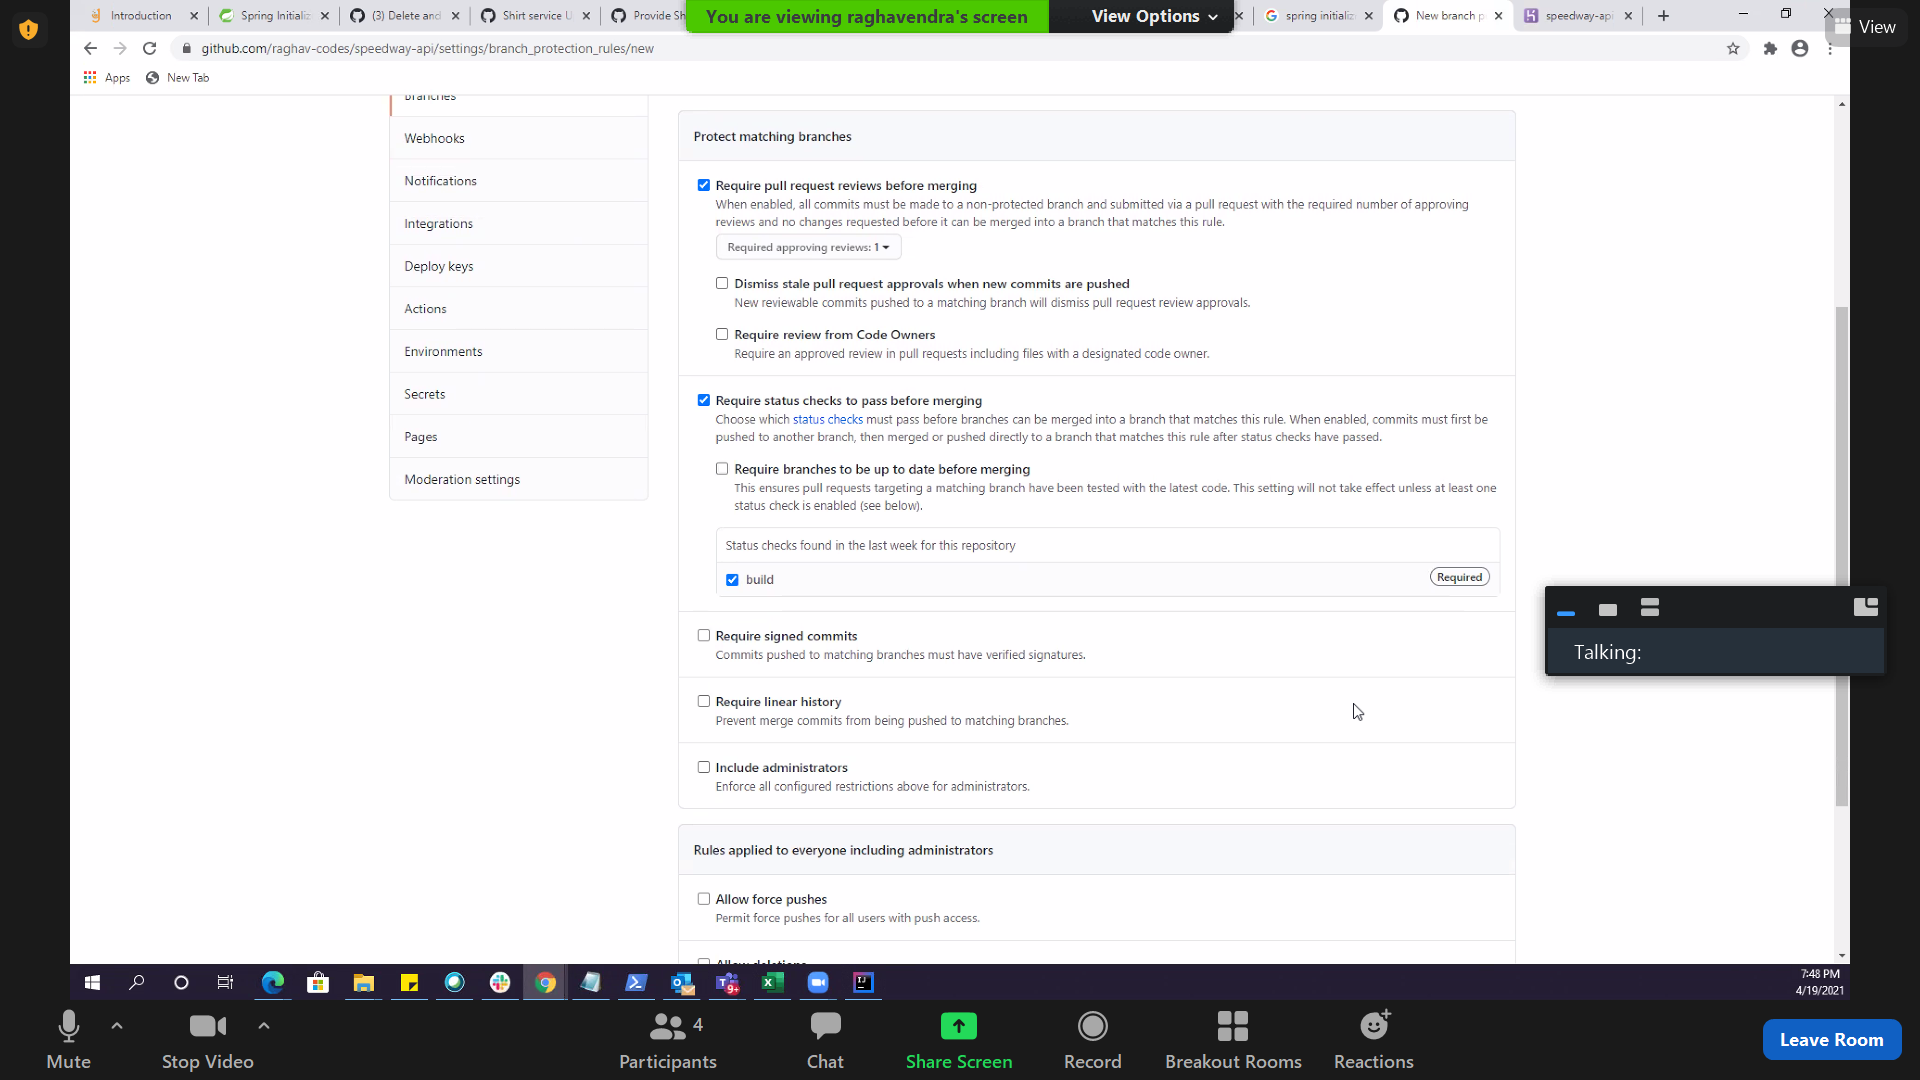 Introduction
Spring Initializ
(3) Delete and
Shirt service U
Provide Sh
You are viewing raghavendra's screen
View Options
spring initializ
New branch p
speedway-api
View
github.com/raghav-codes/speedway-api/settings/branch_protection_rules/new
Apps
New Tab
Branches
Webhooks
Notifications
Integrations
Deploy keys
Actions
Environments
Secrets
Pages
Moderation settings
Protect matching branches
Require pull request reviews before merging
When enabled, all commits must be made to a non-protected branch and submitted via a pull request with the required number of approving
reviews and no changes requested before it can be merged into a branch that matches this rule.
Required approving reviews: 1
Dismiss stale pull request approvals when new commits are pushed
New reviewable commits pushed to a matching branch will dismiss pull request review approvals.
Require review from Code Owners
Require an approved review in pull requests including files with a designated code owner.
Require status checks to pass before merging
Choose which status checks must pass before branches can be merged into a branch that matches this rule. When enabled, commits must first be
pushed to another branch, then merged or pushed directly to a branch that matches this rule after status checks have passed.
Require branches to be up to date before merging
This ensures pull requests targeting a matching branch have been tested with the latest code. This setting will not take effect unless at least one
status check is enabled (see below).
Status checks found in the last week for this repository
build
Required
Require signed commits
Commits pushed to matching branches must have verified signatures.
Require linear history
Prevent merge commits from being pushed to matching branches.
Include administrators
Enforce all configured restrictions above for administrators.
Rules applied to everyone including administrators
Allow force pushes
Permit force pushes for all users with push access.
Allow deletions
Talking:
7:48 PM
4/19/2021
Mute
Stop Video
4
Participants
Chat
Share Screen
Record
Breakout Rooms
Reactions
Leave Room